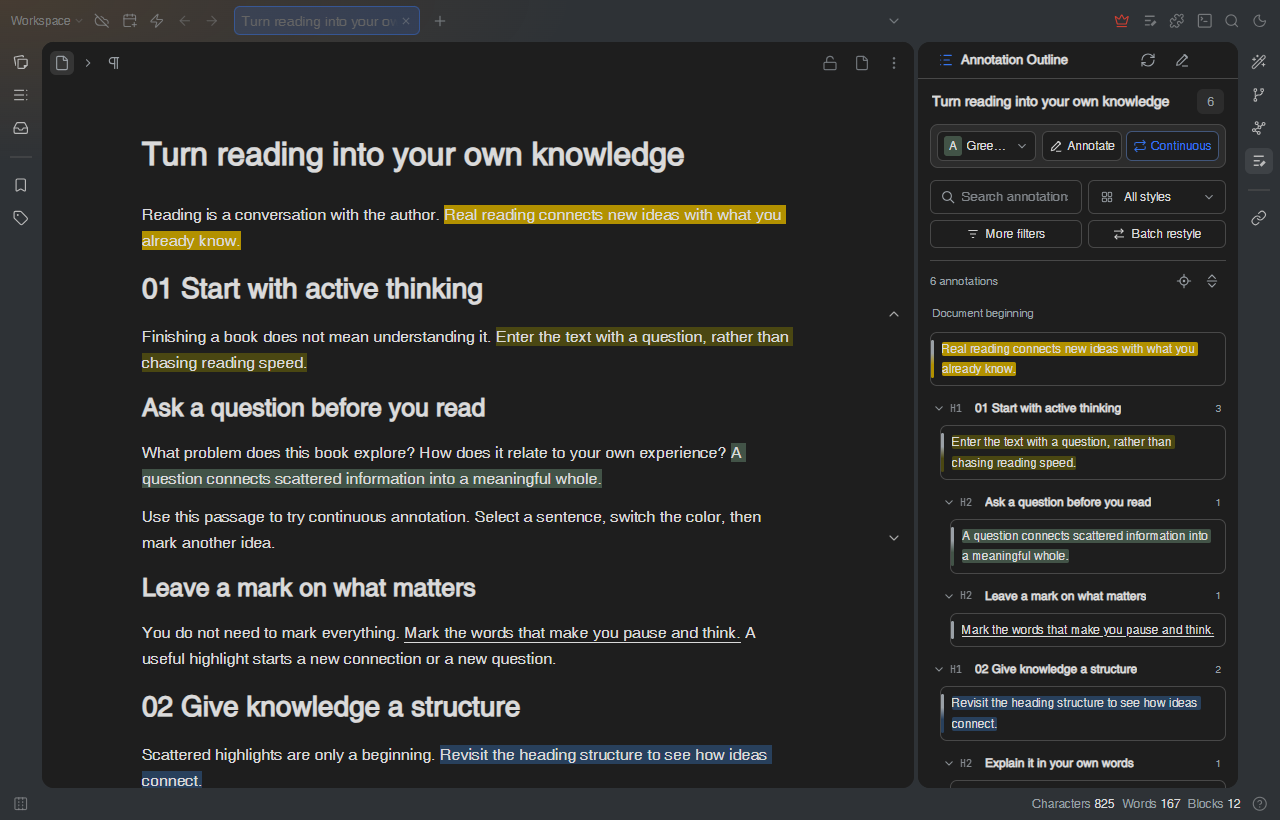 Workspace
Turn reading into your ov
Annotation Outline
Turn reading into your own knowledge
6
A Gree...
Annotate
Continuous
Search annotation
All styles
More filters
Batch restyle
6 annotations
Document beginning
Real reading connects new ideas with what you
already know.
H1 01 Start with active thinking 3
Enter the text with a question, rather than
chasing reading speed.
H2 Ask a question before you read 1
A question connects scattered information into
a meaningful whole.
H2 Leave a mark on what matters 1
Mark the words that make you pause and think.
H1 02 Give knowledge a structure 2
Revisit the heading structure to see how ideas
connect.
H2 Explain it in your own words 1
Turn reading into your own knowledge
Reading is a conversation with the author. Real reading connects new ideas with what you
already know.
01 Start with active thinking
Finishing a book does not mean understanding it. Enter the text with a question, rather than
chasing reading speed.
Ask a question before you read
What problem does this book explore? How does it relate to your own experience? A
question connects scattered information into a meaningful whole.
Use this passage to try continuous annotation. Select a sentence, switch the color, then
mark another idea.
Leave a mark on what matters
You do not need to mark everything. Mark the words that make you pause and think. A
useful highlight starts a new connection or a new question.
02 Give knowledge a structure
Scattered highlights are only a beginning. Revisit the heading structure to see how ideas
connect.
Characters 825 Words 167 Blocks 12